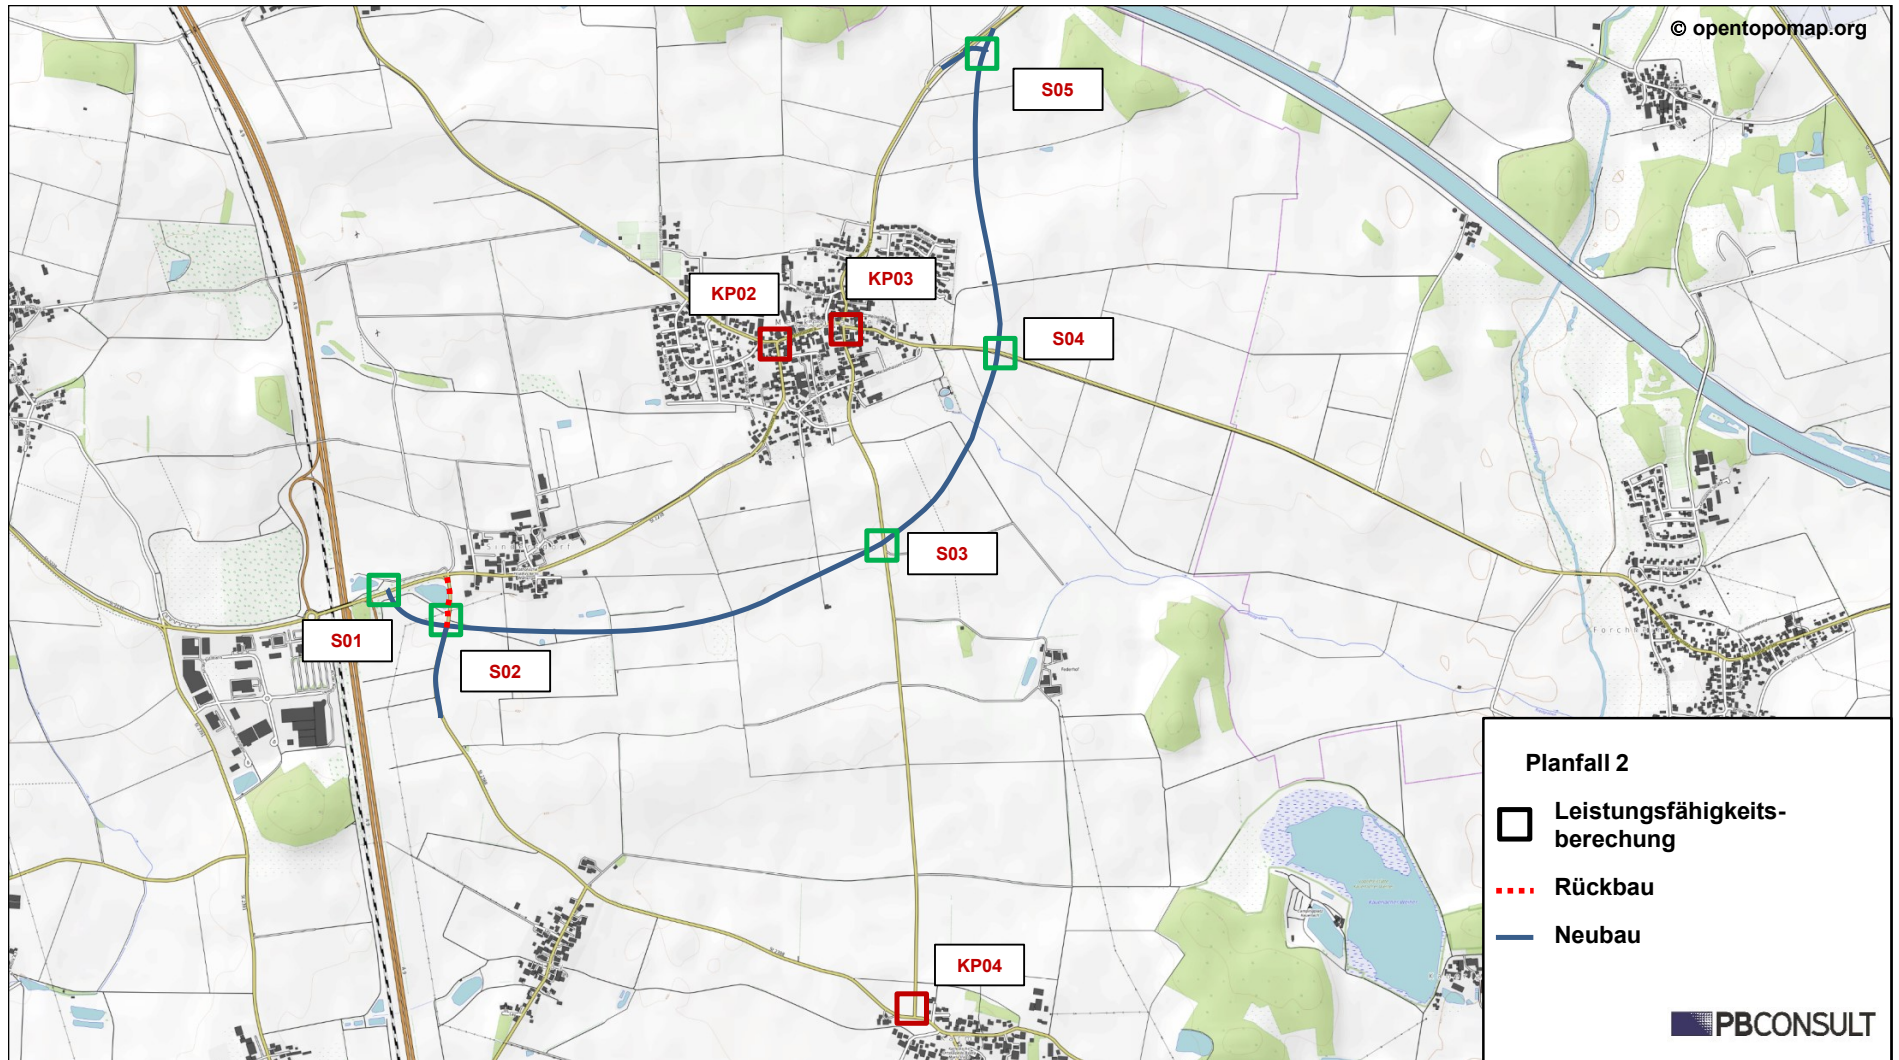 © opentopomap.org
S05
KP03
KP02
S04
S03
S01
S02
KP04
Planfall 2
Leistungsfähigkeits-
berechung
Rückbau
Neubau
PBCONSULT